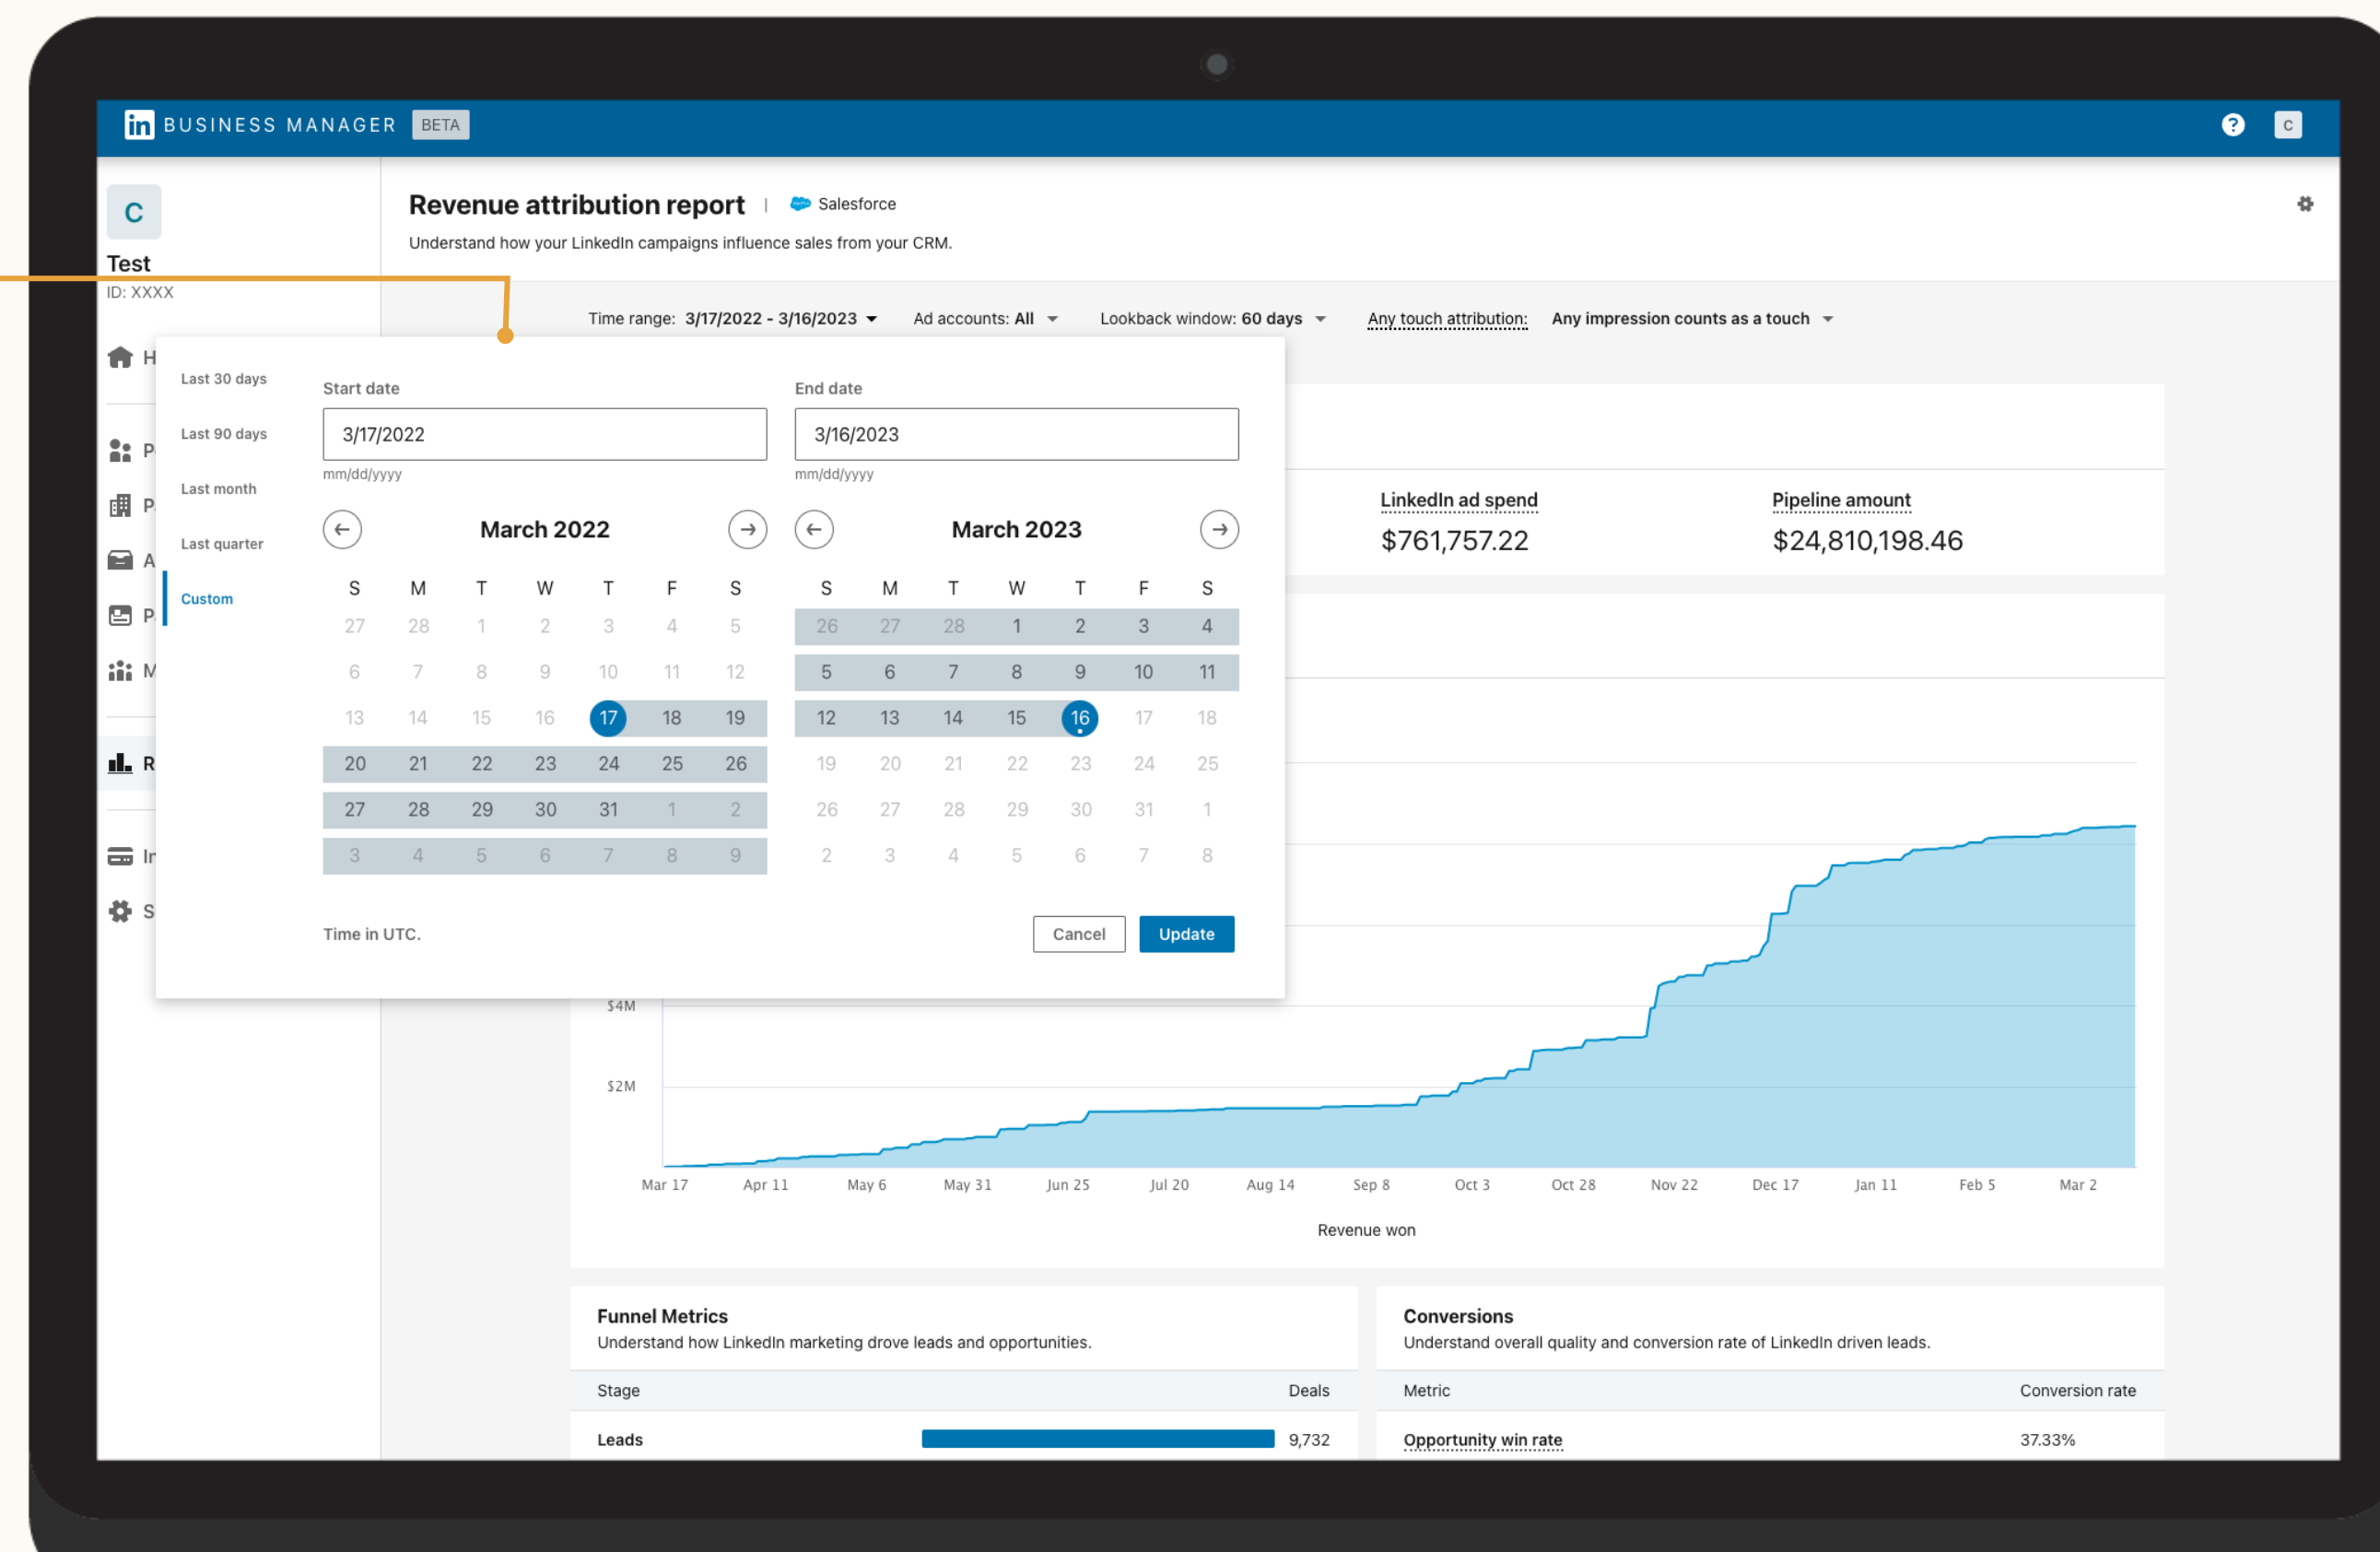 in BUSINESS MANAGER BETA ? C
C
Test
ID: XXXX
Revenue attribution report | Salesforce
Understand how your LinkedIn campaigns influence sales from your CRM.
Time range: 3/17/2022 - 3/16/2023 Ad accounts: All Lookback window: 60 days Any touch attribution: Any impression counts as a touch
Last 30 days
Last 90 days
Last month
Last quarter
Custom
Start date End date
3/17/2022 3/16/2023
mm/dd/yyyy mm/dd/yyyy
March 2022
S M T W T F S
27 28 1 2 3 4 5
6 7 8 9 10 11 12
13 14 15 16 17 18 19
20 21 22 23 24 25 26
27 28 29 30 31 1 2
3 4 5 6 7 8 9
March 2023
S M T W T F S
26 27 28 1 2 3 4
5 6 7 8 9 10 11
12 13 14 15 16 17 18
19 20 21 22 23 24 25
26 27 28 29 30 31 1
2 3 4 5 6 7 8
Time in UTC. Cancel Update
LinkedIn ad spend Pipeline amount
$761,757.22 $24,810,198.46
$4M
$2M
Mar 17 Apr 11 May 6 May 31 Jun 25 Jul 20 Aug 14 Sep 8 Oct 3 Oct 28 Nov 22 Dec 17 Jan 11 Feb 5 Mar 2
Revenue won
Funnel Metrics
Understand how LinkedIn marketing drove leads and opportunities.
Stage Deals
Leads 9,732
Conversions
Understand overall quality and conversion rate of LinkedIn driven leads.
Metric Conversion rate
Opportunity win rate 37.33%